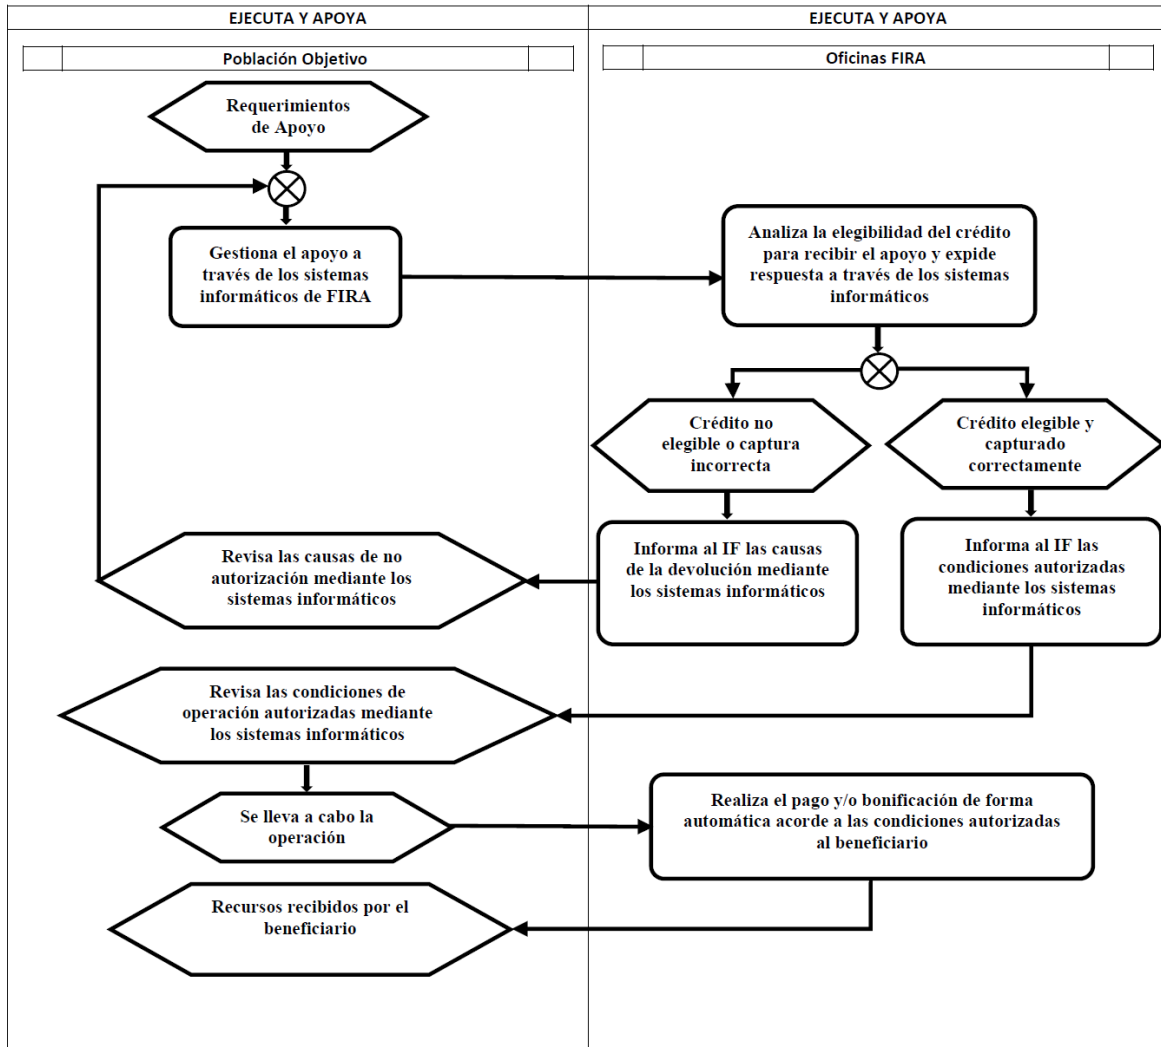 EJECUTA Y APOYA
EJECUTA Y APOYA
Población Objetivo
Oficinas FIRA
Requerimientos
de Apoyo
Gestiona el apoyo a
través de los sistemas
informáticos de FIRA
Analiza la elegibilidad del crédito
para recibir el apoyo y expide
respuesta a través de los sistemas
informáticos
Crédito no
elegible o captura
incorrecta
Crédito elegible y
capturado
correctamente
Informa al IF las causas
de la devolución mediante
los sistemas informáticos
Informa al IF las
condiciones autorizadas
mediante los sistemas
informáticos
Revisa las causas de no
autorización mediante los
sistemas informáticos
Revisa las condiciones de
operación autorizadas mediante
los sistemas informáticos
Se lleva a cabo la
operación
Realiza el pago y/o bonificación de forma
automática acorde a las condiciones autorizadas
al beneficiario
Recursos recibidos por el
beneficiario